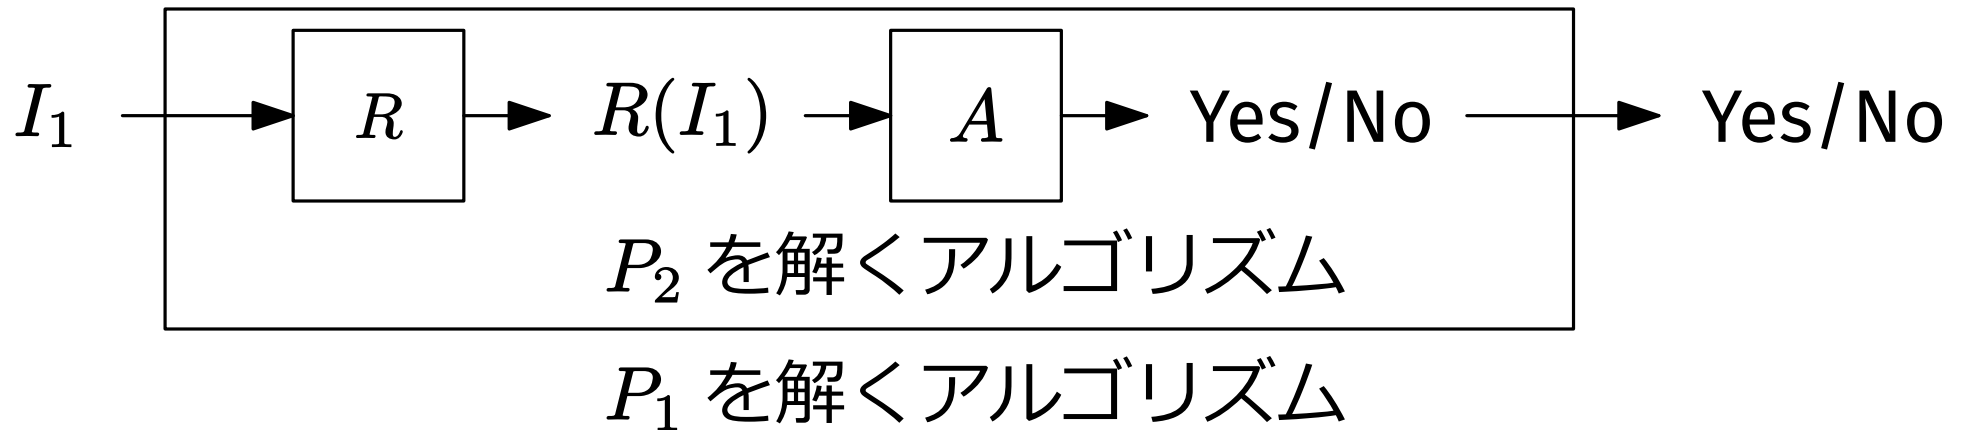 I₁ R R(I₁) A Yes/No Yes/No
P₂ を解くアルゴリズム
P₁ を解くアルゴリズム